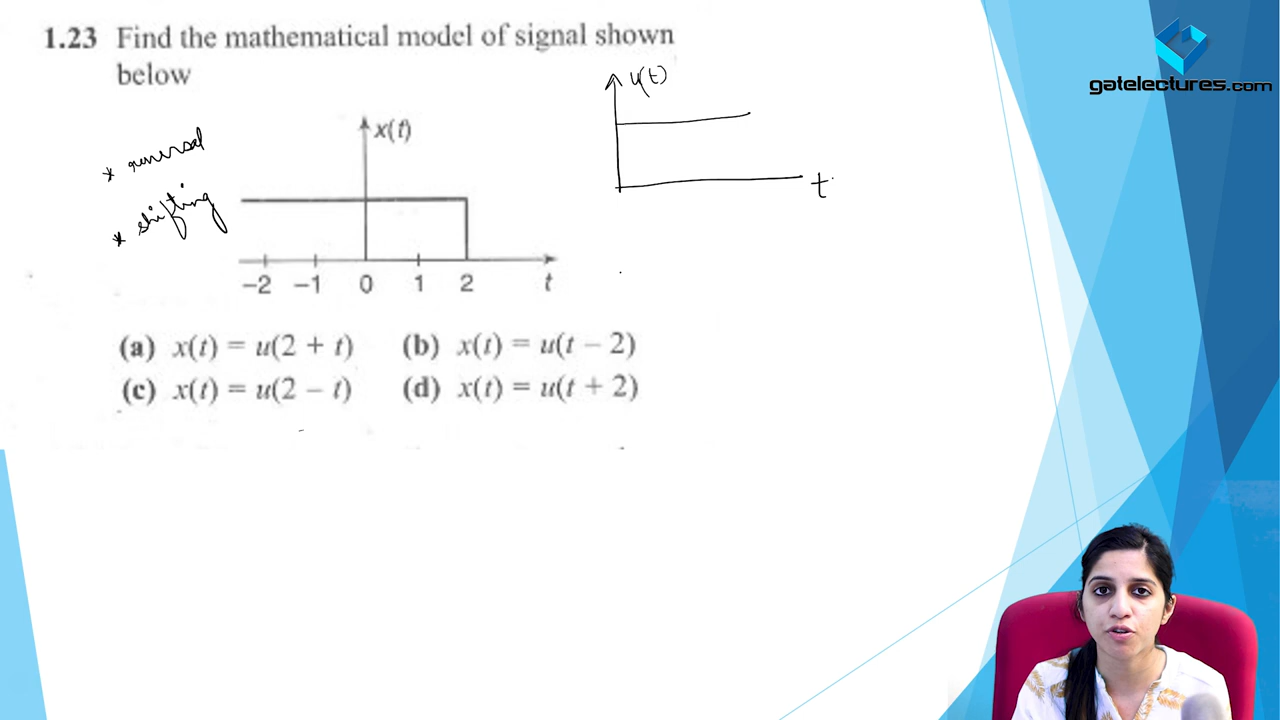 1.23 Find the mathematical model of signal shown
below
gatelectures.com
u(t)
t
* reversal
* shifting
x(t)
-2 -1 0 1 2 t
(a) x(t) = u(2 + t) (b) x(t) = u(t - 2)
(c) x(t) = u(2 - t) (d) x(t) = u(t + 2)